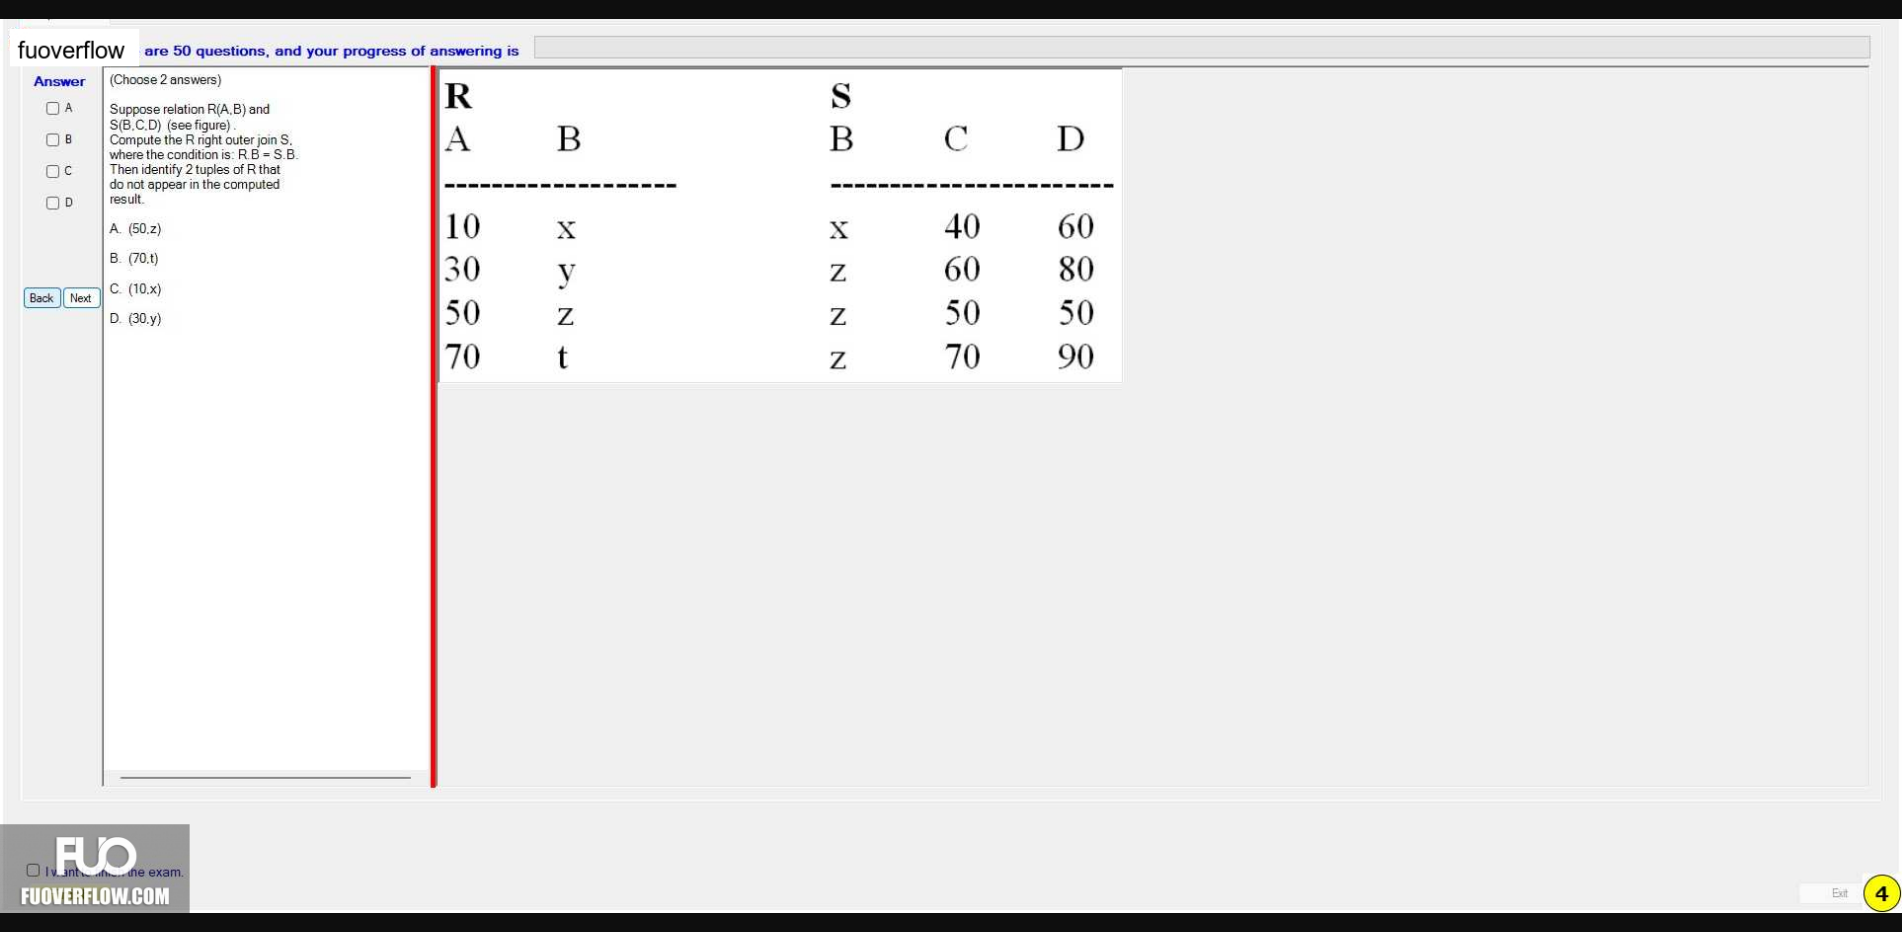 fuoverflow are 50 questions, and your progress of answering is
Answer
A
B
C
D
Back Next
(Choose 2 answers)
Suppose relation R(A,B) and
S(B,C,D) (see figure) .
Compute the R right outer join S,
where the condition is: R.B = S.B.
Then identify 2 tuples of R that
do not appear in the computed
result.
A. (50,z)
B. (70,t)
C. (10,x)
D. (30,y)
R S
A B B C D
------------------- ------------------------
10 x x 40 60
30 y z 60 80
50 z z 50 50
70 t z 70 90
FUO
I want to finish the exam.
FUOVERFLOW.COM
Exit 4